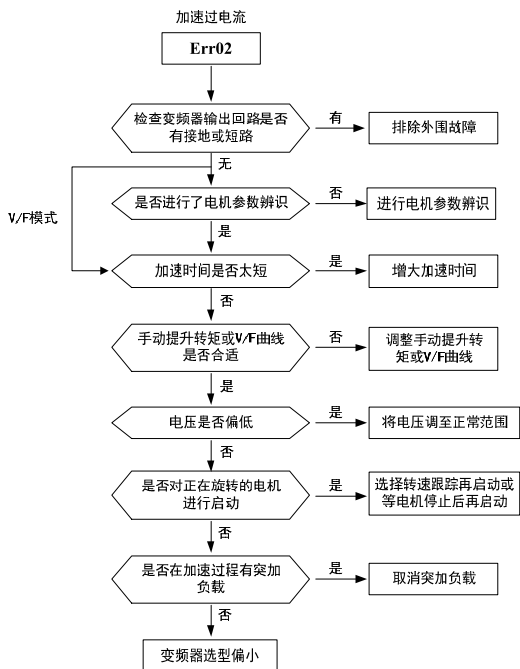 加速过电流
Err02
检查变频器输出回路是否
有接地或短路
有
排除外围故障
无
V/F模式
是否进行了电机参数辨识
否
进行电机参数辨识
是
加速时间是否太短
是
增大加速时间
否
手动提升转矩或V/F曲线
是否合适
否
调整手动提升转
矩或V/F曲线
是
电压是否偏低
是
将电压调至正常范围
否
是否对正在旋转的电机
进行启动
是
选择转速跟踪再启动或
等电机停止后再启动
否
是否在加速过程有突加
负载
是
取消突加负载
否
变频器选型偏小